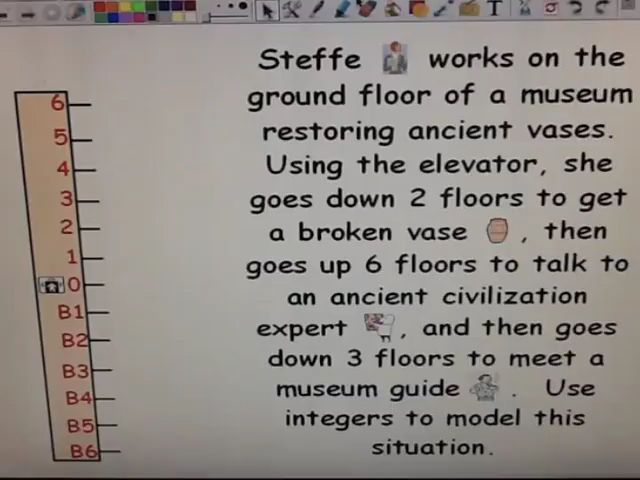 Steffe works on the
ground floor of a museum
restoring ancient vases.
Using the elevator, she
goes down 2 floors to get
a broken vase , then
goes up 6 floors to talk to
an ancient civilization
expert , and then goes
down 3 floors to meet a
museum guide . Use
integers to model this
situation.
6
5
4
3
2
1
0
B1
B2
B3
B4
B5
B6
T